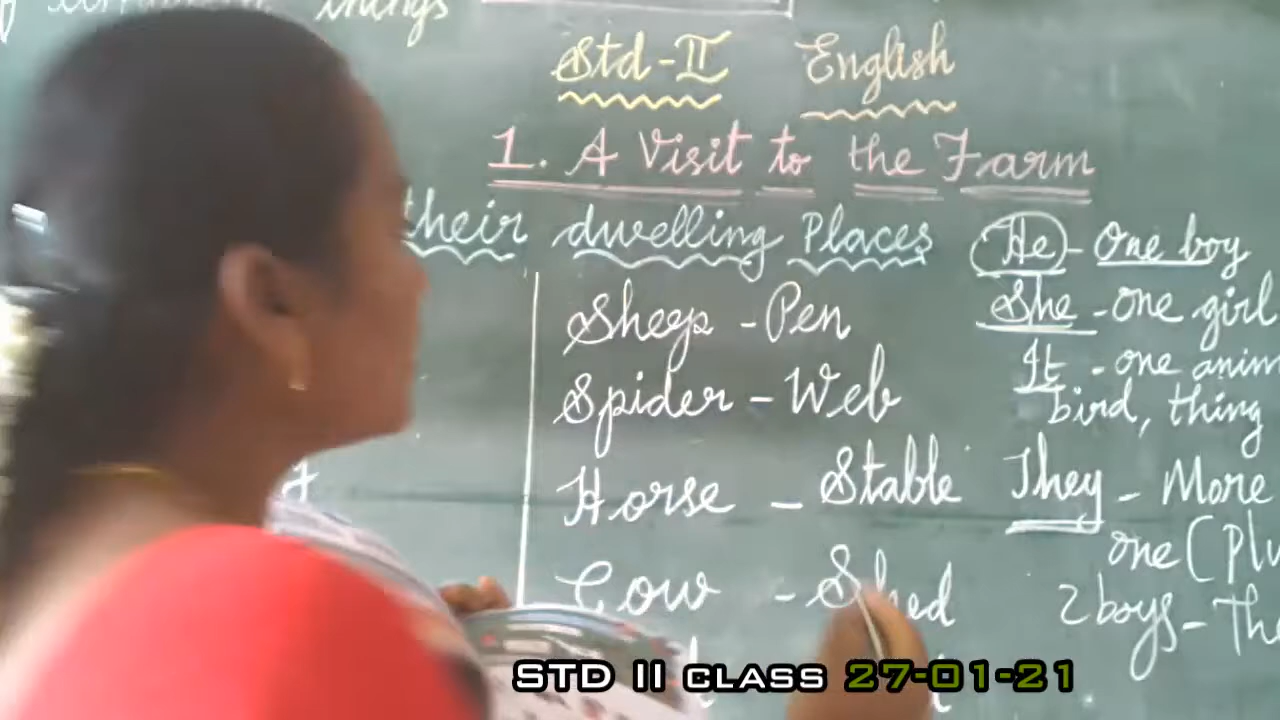 things
Std-II English
1. A Visit to the Farm
their dwelling Places
Sheep - Pen
Spider - Web
Horse - Stable
Cow - Shed
He - One boy
She - One girl
It - one anim
bird, thing
They - More
one (Plu
2 boys - The
STD II CLASS 27-01-21